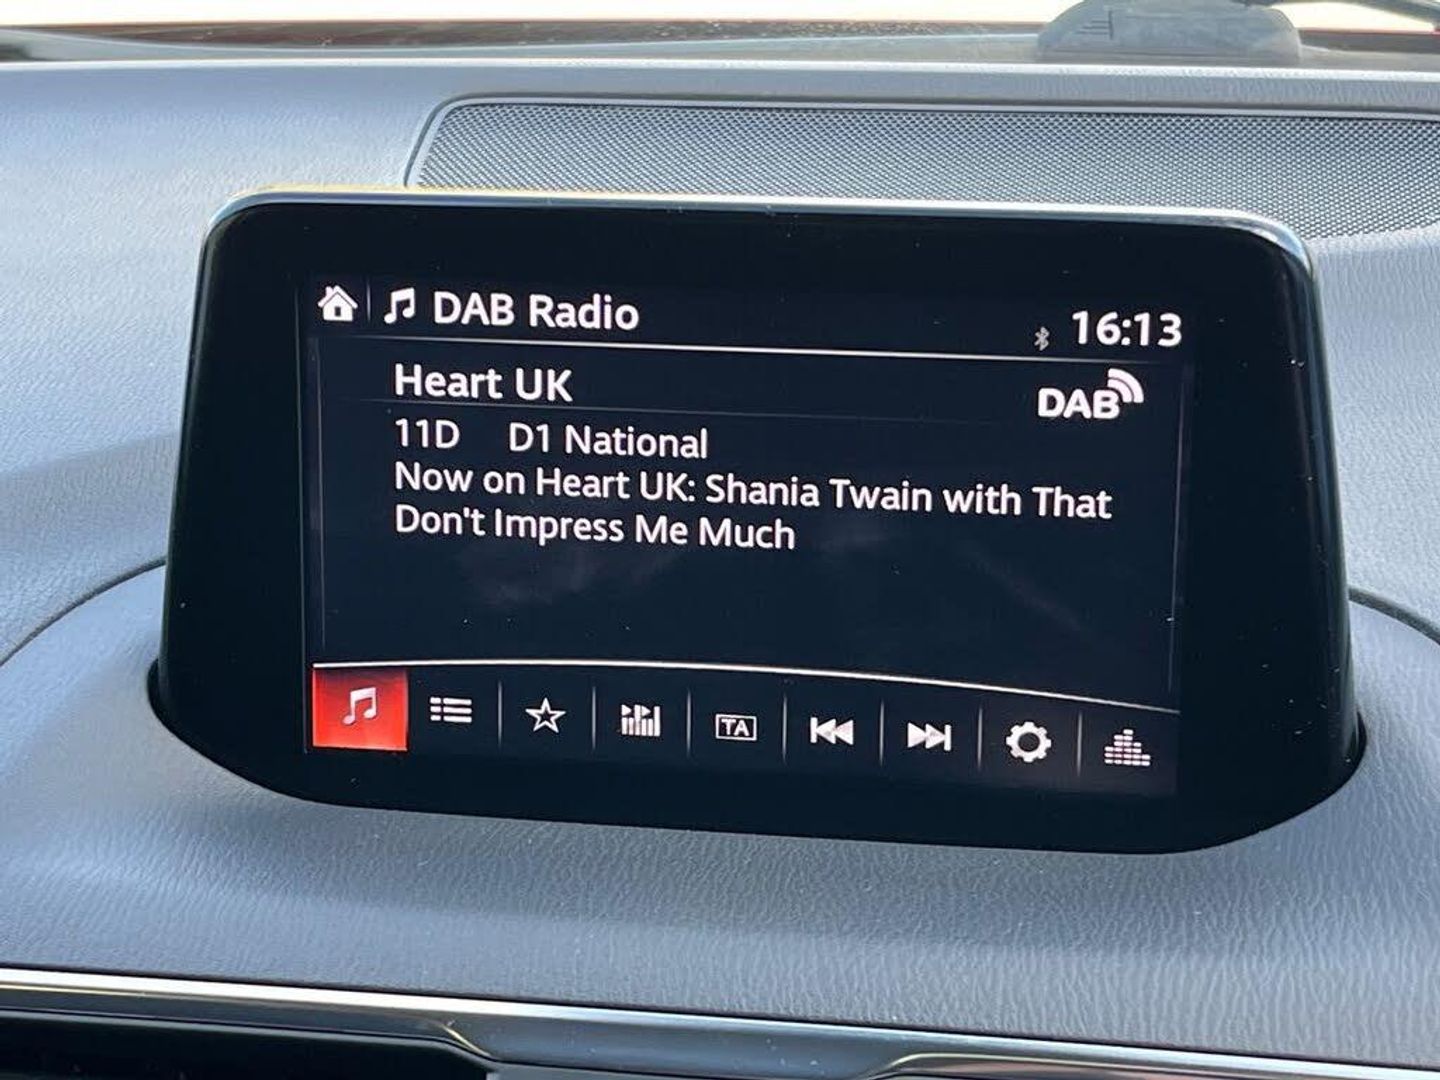 DAB Radio
16:13
Heart UK
DAB
11D D1 National
Now on Heart UK: Shania Twain with That
Don't Impress Me Much
TA